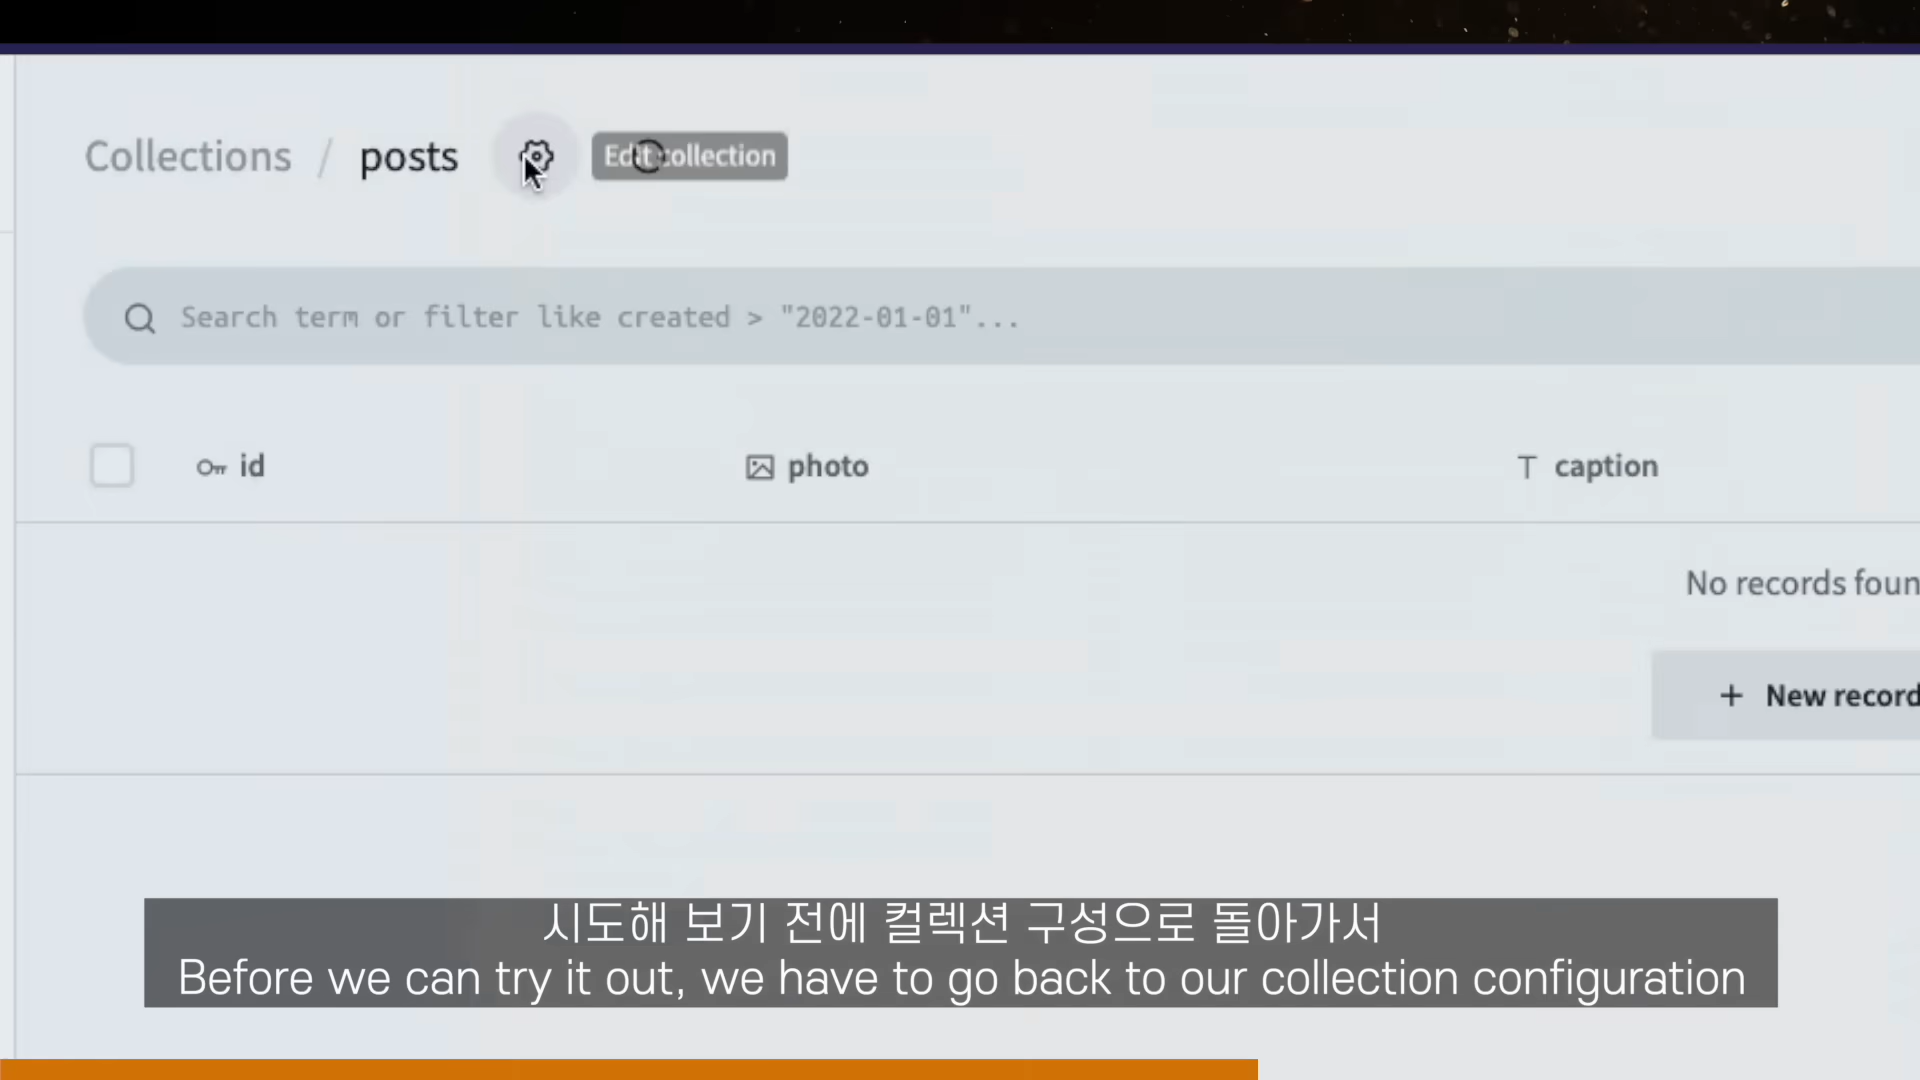 Collections / posts Edit collection
Search term or filter like created > "2022-01-01"...
id photo caption
No records foun
+ New record
시도해 보기 전에 컬렉션 구성으로 돌아가서
Before we can try it out, we have to go back to our collection configuration